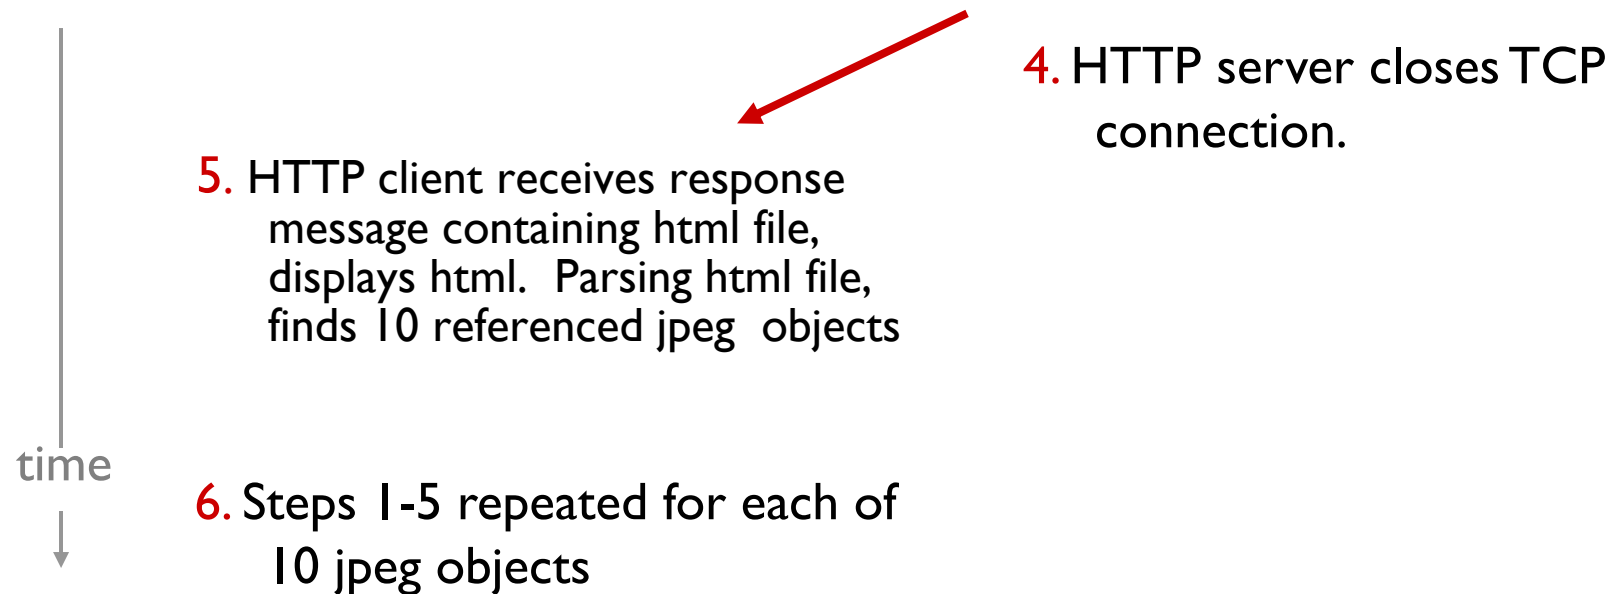 4. HTTP server closes TCP
connection.
5. HTTP client receives response
message containing html file,
displays html.  Parsing html file,
finds 10 referenced jpeg  objects
time
6. Steps 1-5 repeated for each of
10 jpeg objects